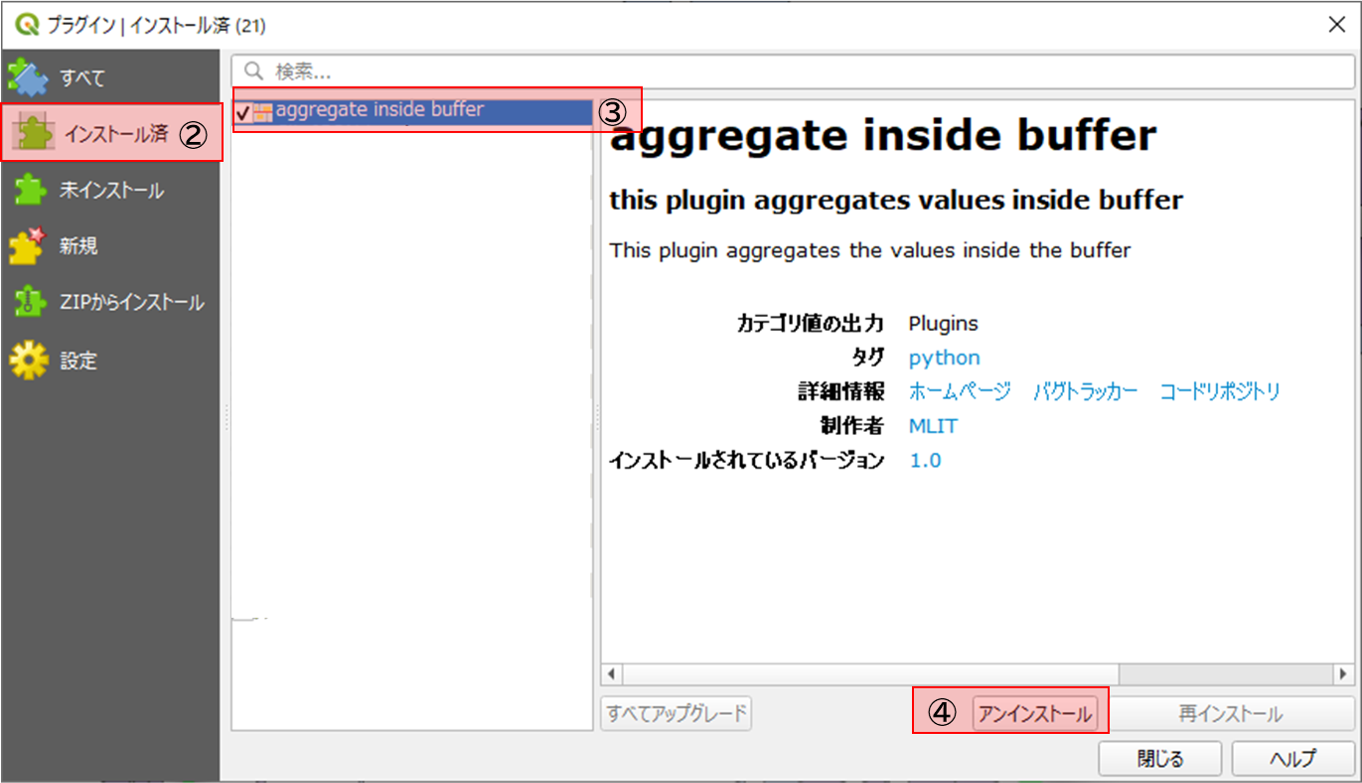 プラグイン | インストール済 (21)
すべて
インストール済 ②
未インストール
新規
ZIPからインストール
設定
検索...
aggregate inside buffer
③
aggregate inside buffer
this plugin aggregates values inside buffer
This plugin aggregates the values inside the buffer
カテゴリ値の出力 Plugins
タグ python
詳細情報 ホームページ バグトラッカー コードリポジトリ
制作者 MLIT
インストールされているバージョン 1.0
すべてアップグレード ④ アンインストール 再インストール
閉じる ヘルプ